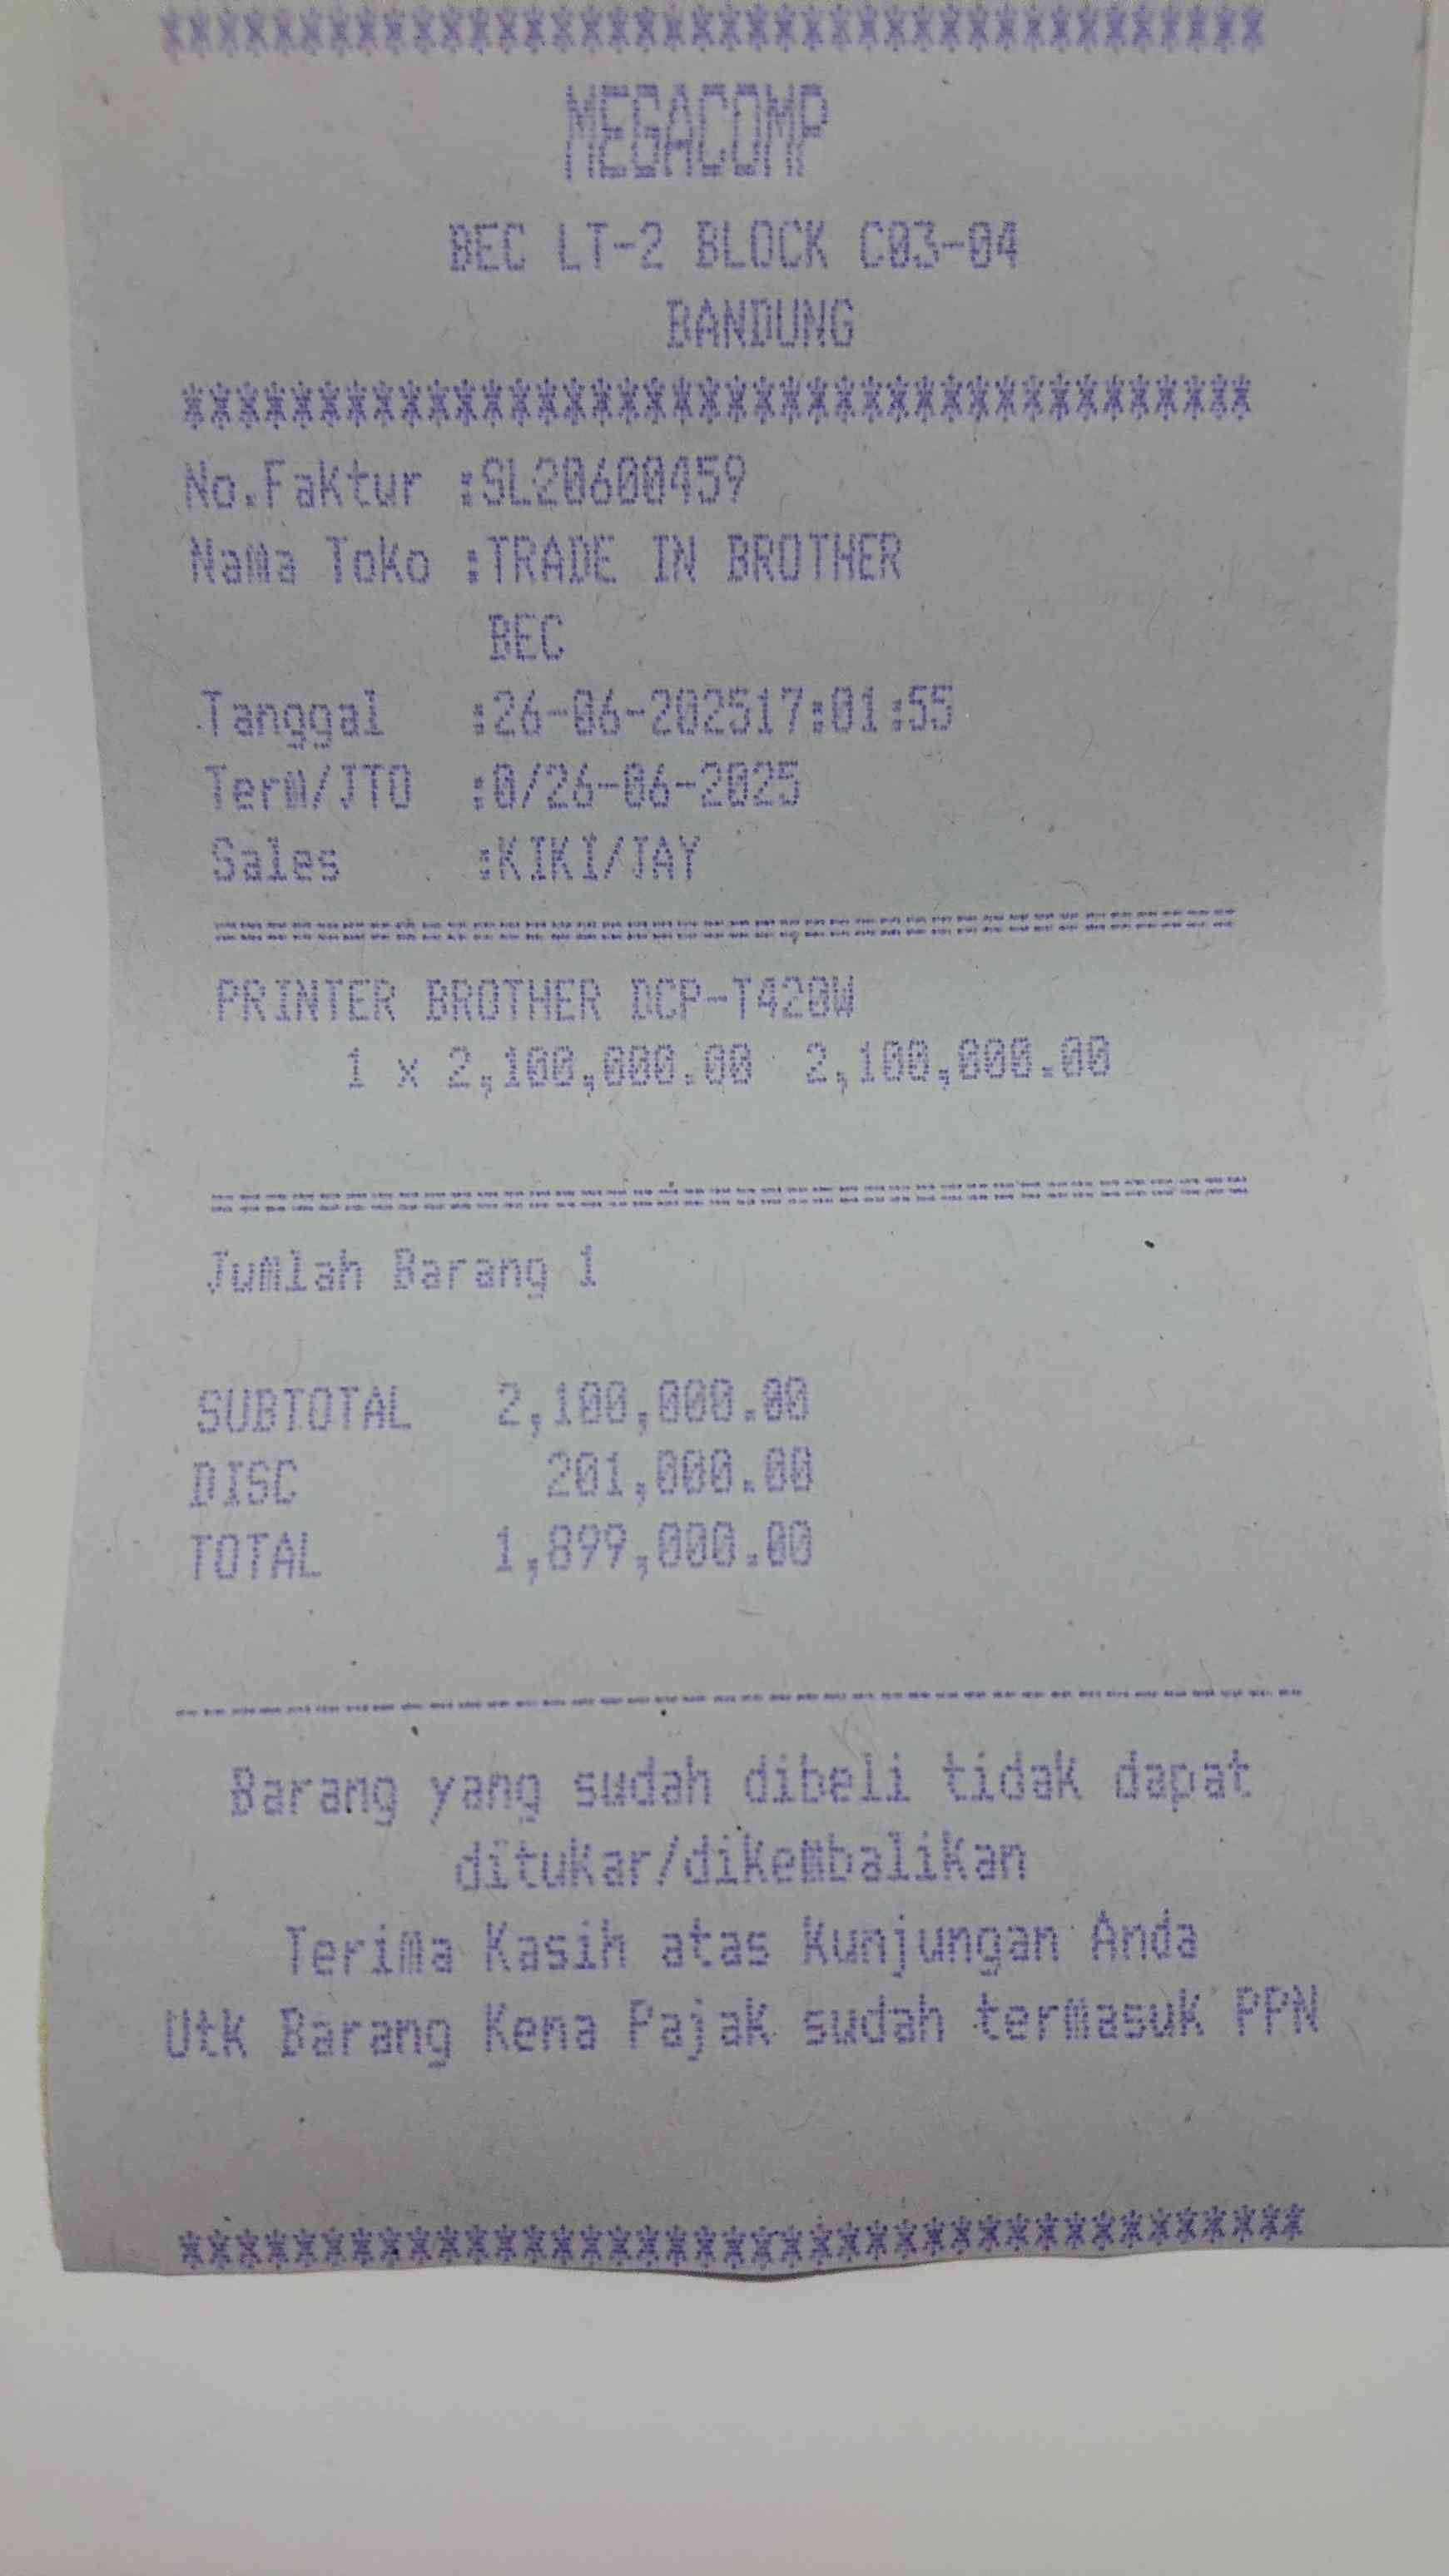 ****************************************
MEGACOMP
BEC LT-2 BLOCK C03-04
BANDUNG
****************************************
No.Faktur :SL20600459
Nama Toko :TRADE IN BROTHER
BEC
Tanggal :26-06-202517:01:55
Term/JTO :0/26-06-2025
Sales :KIKI/JAY
========================================
PRINTER BROTHER DCP-T420W
1 x 2,100,000.00 2,100,000.00
========================================
Jumlah Barang 1
SUBTOTAL 2,100,000.00
DISC 201,000.00
TOTAL 1,899,000.00
----------------------------------------
Barang yang sudah dibeli tidak dapat
ditukar/dikembalikan
Terima Kasih atas Kunjungan Anda
Utk Barang Kena Pajak sudah termasuk PPN
****************************************